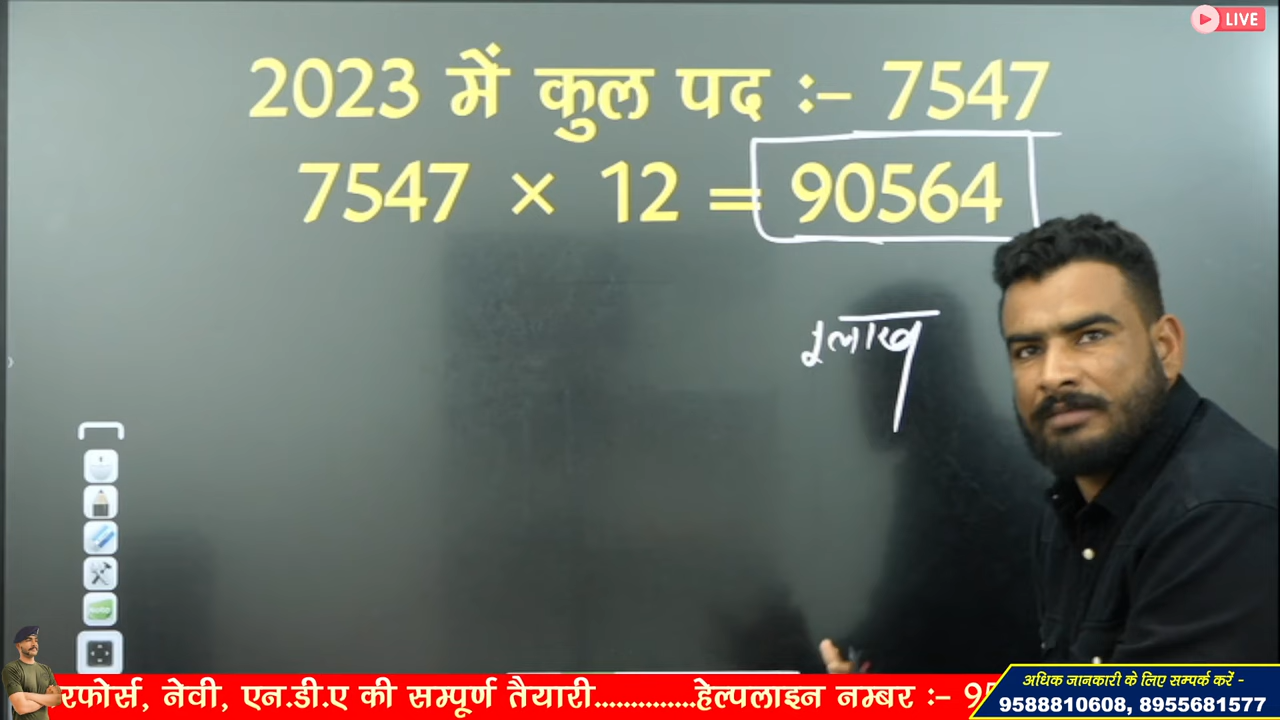 LIVE
2023 में कुल पद :- 7547
7547 × 12 = 90564
1 लाख
रफोर्स, नेवी, एन.डी.ए की सम्पूर्ण तैयारी..............हेल्पलाइन नम्बर :- 95
अधिक जानकारी के लिए सम्पर्क करें -
9588810608, 8955681577